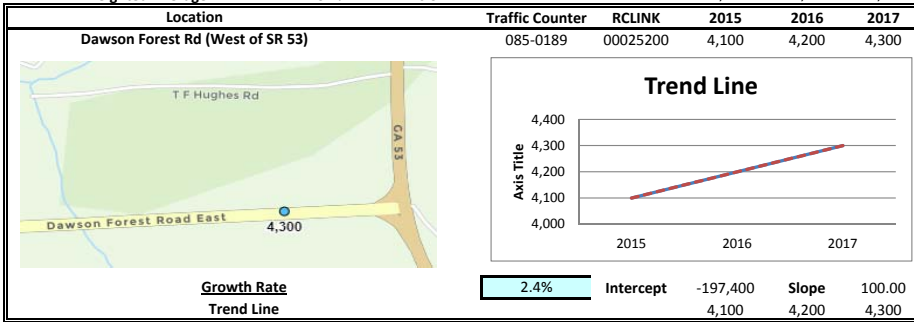 Location Traffic Counter RCLINK 2015 2016 2017
Dawson Forest Rd (West of SR 53) 085-0189 00025200 4,100 4,200 4,300
T F Hughes Rd
GA 53
Dawson Forest Road East
4,300
Trend Line
Axis Title
4,400
4,300
4,200
4,100
4,000
2015 2016 2017
Growth Rate 2.4% Intercept -197,400 Slope 100.00
Trend Line 4,100 4,200 4,300